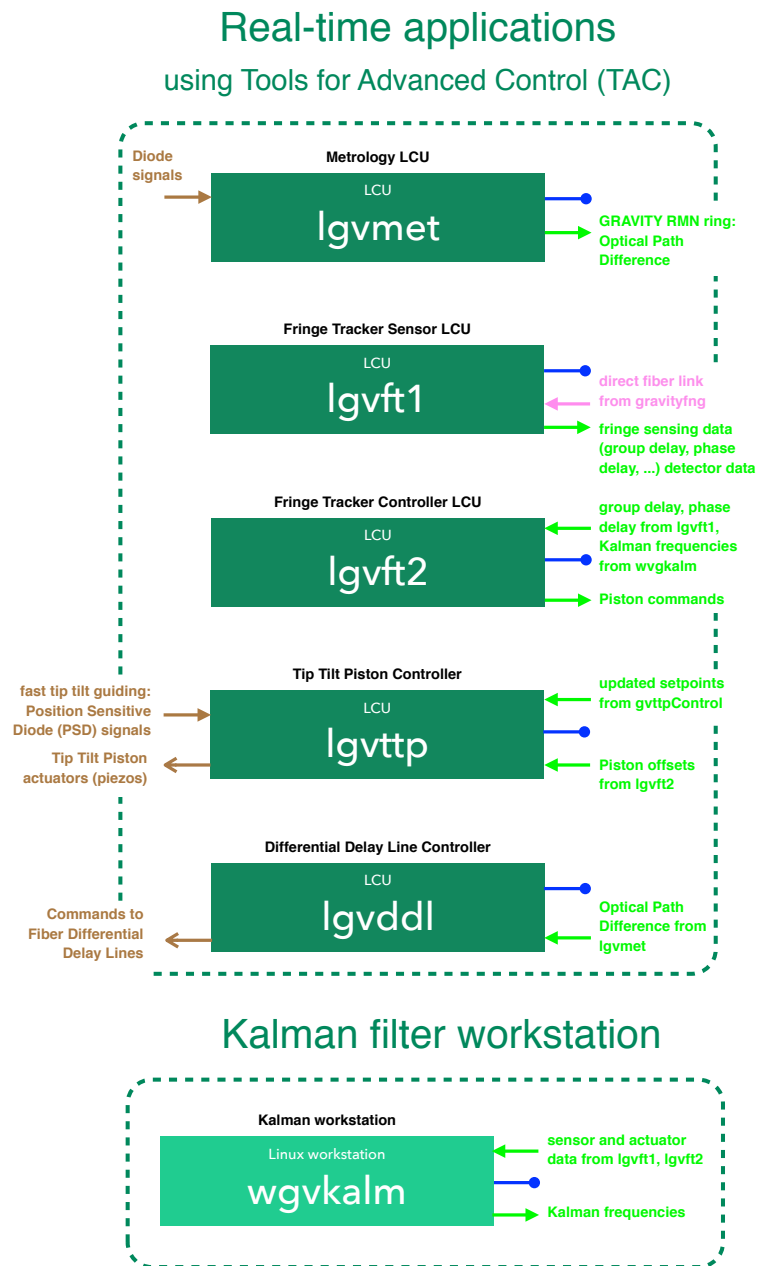 Real-time applications
using Tools for Advanced Control (TAC)
Diode
signals
Metrology LCU
LCU
lgvmet
GRAVITY RMN ring:
Optical Path
Difference
Fringe Tracker Sensor LCU
LCU
lgvft1
direct fiber link
from gravityfng
fringe sensing data
(group delay, phase
delay, ...) detector data
Fringe Tracker Controller LCU
LCU
lgvft2
group delay, phase
delay from lgvft1,
Kalman frequencies
from wvgkalm
Piston commands
Tip Tilt Piston Controller
fast tip tilt guiding:
Position Sensitive
Diode (PSD) signals
Tip Tilt Piston
actuators (piezos)
LCU
lgvttp
updated setpoints
from gvttpControl
Piston offsets
from lgvft2
Differential Delay Line Controller
LCU
lgvddl
Commands to
Fiber Differential
Delay Lines
Optical Path
Difference from
lgvmet
Kalman filter workstation
Kalman workstation
Linux workstation
wgvkalm
sensor and actuator
data from lgvft1, lgvft2
Kalman frequencies